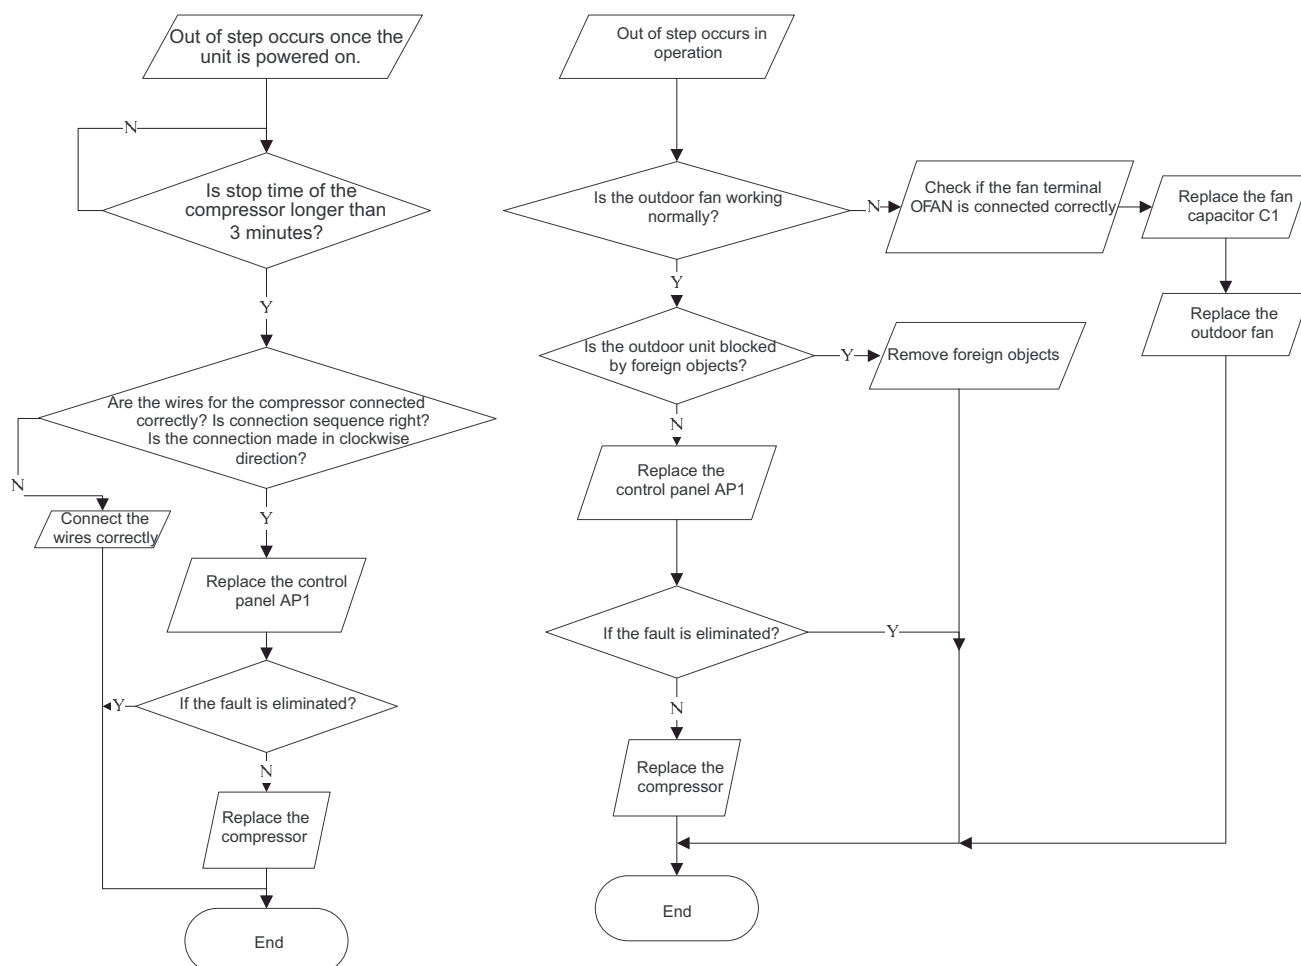 Out of step occurs once the
unit is powered on.
N
Is stop time of the
compressor longer than
3 minutes?
Y
Are the wires for the compressor connected
correctly? Is connection sequence right?
Is the connection made in clockwise
direction?
N
Connect the
wires correctly
Y
Replace the control
panel AP1
If the fault is eliminated?
Y
N
Replace the
compressor
End
Out of step occurs in
operation
Is the outdoor fan working
normally?
N
Check if the fan terminal
OFAN is connected correctly
Replace the fan
capacitor C1
Replace the
outdoor fan
Y
Is the outdoor unit blocked
by foreign objects?
Y
Remove foreign objects
N
Replace the
control panel AP1
If the fault is eliminated?
Y
N
Replace the
compressor
End